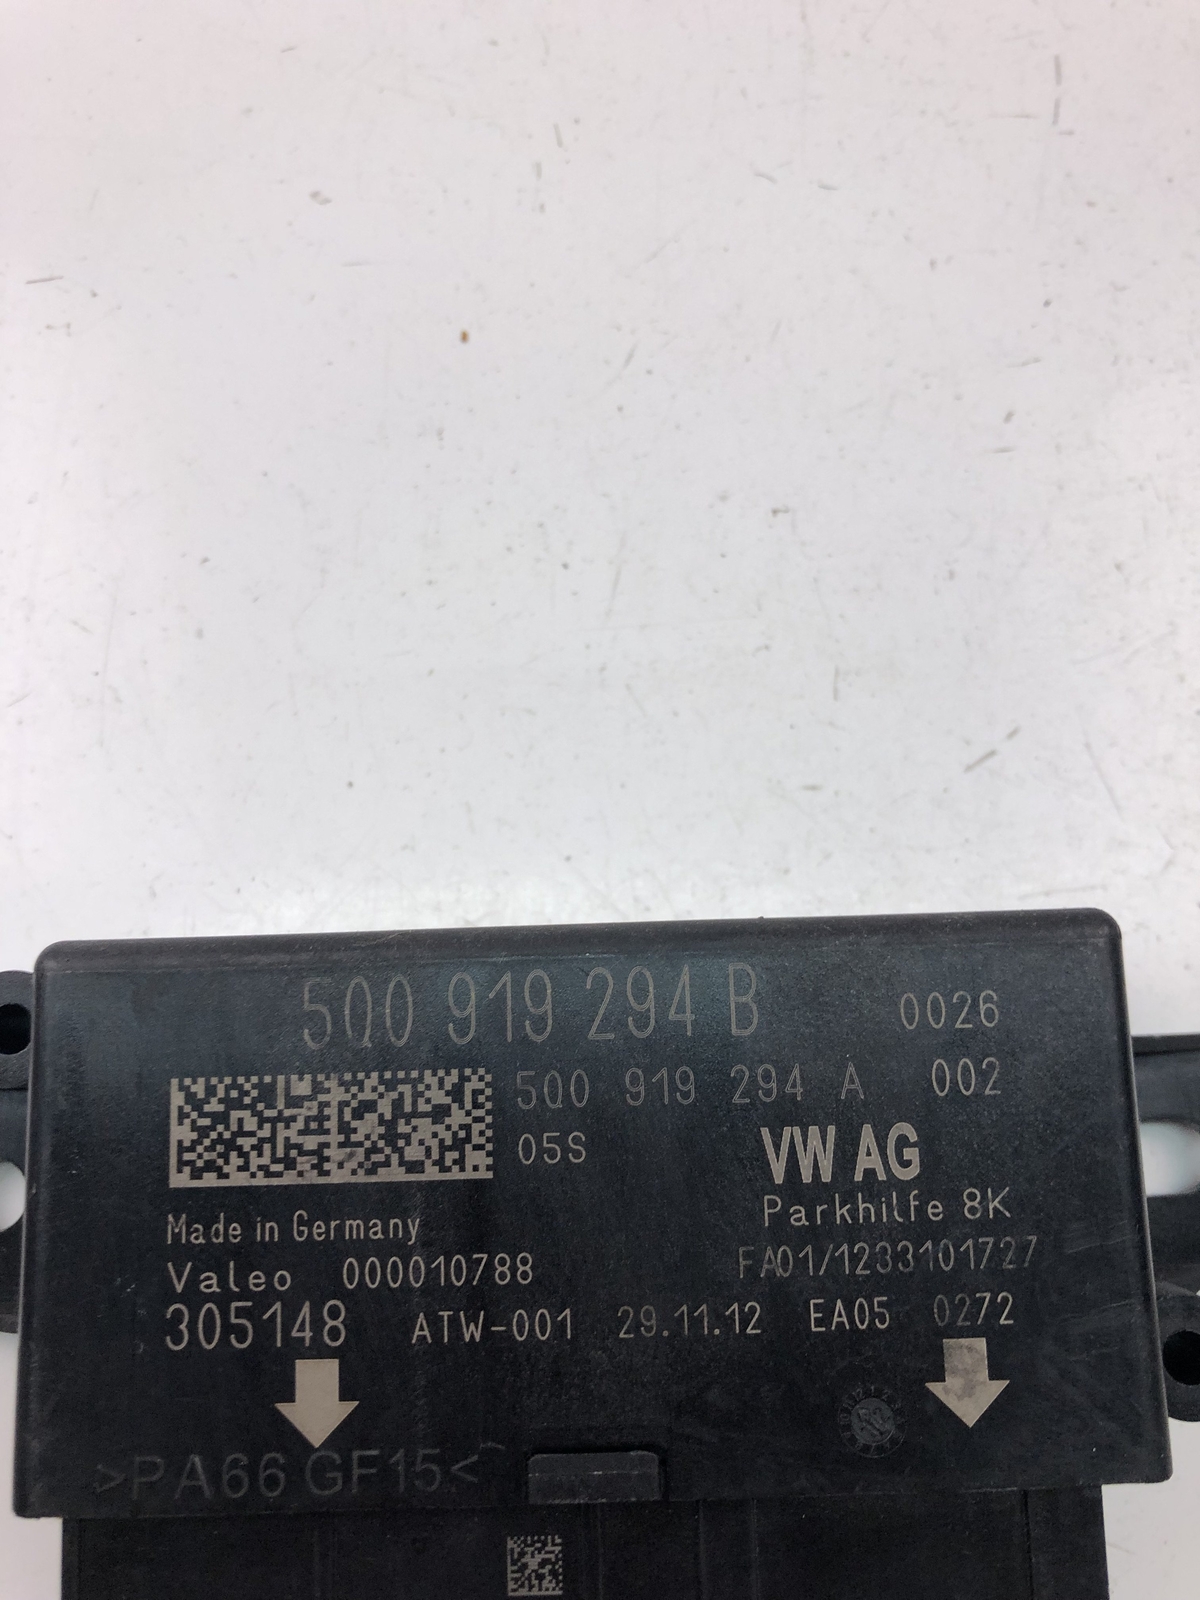 5Q0 919 294 B 0026
5Q0 919 294 A 002
05S VW AG
Parkhilfe 8K
Made in Germany
FA01/1233101727
Valeo 000010788
305148 ATW-001 29.11.12 EA05 0272
>PA66 GF15<